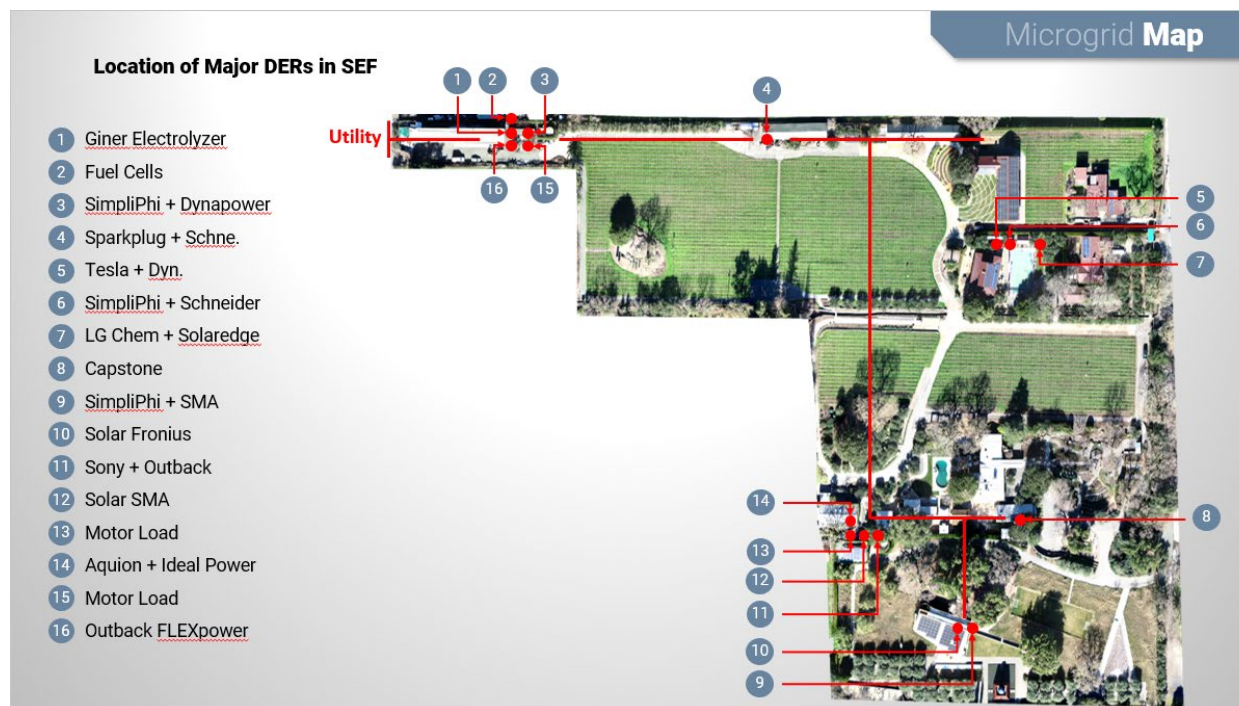 Microgrid Map
Location of Major DERs in SEF
1 Giner Electrolyzer
2 Fuel Cells
3 SimpliPhi + Dynapower
4 Sparkplug + Schne.
5 Tesla + Dyn.
6 SimpliPhi + Schneider
7 LG Chem + Solaredge
8 Capstone
9 SimpliPhi + SMA
10 Solar Fronius
11 Sony + Outback
12 Solar SMA
13 Motor Load
14 Aquion + Ideal Power
15 Motor Load
16 Outback FLEXpower
1 2 3 4
Utility
16 15
5
6
7
14
8
13
12
11
10
9